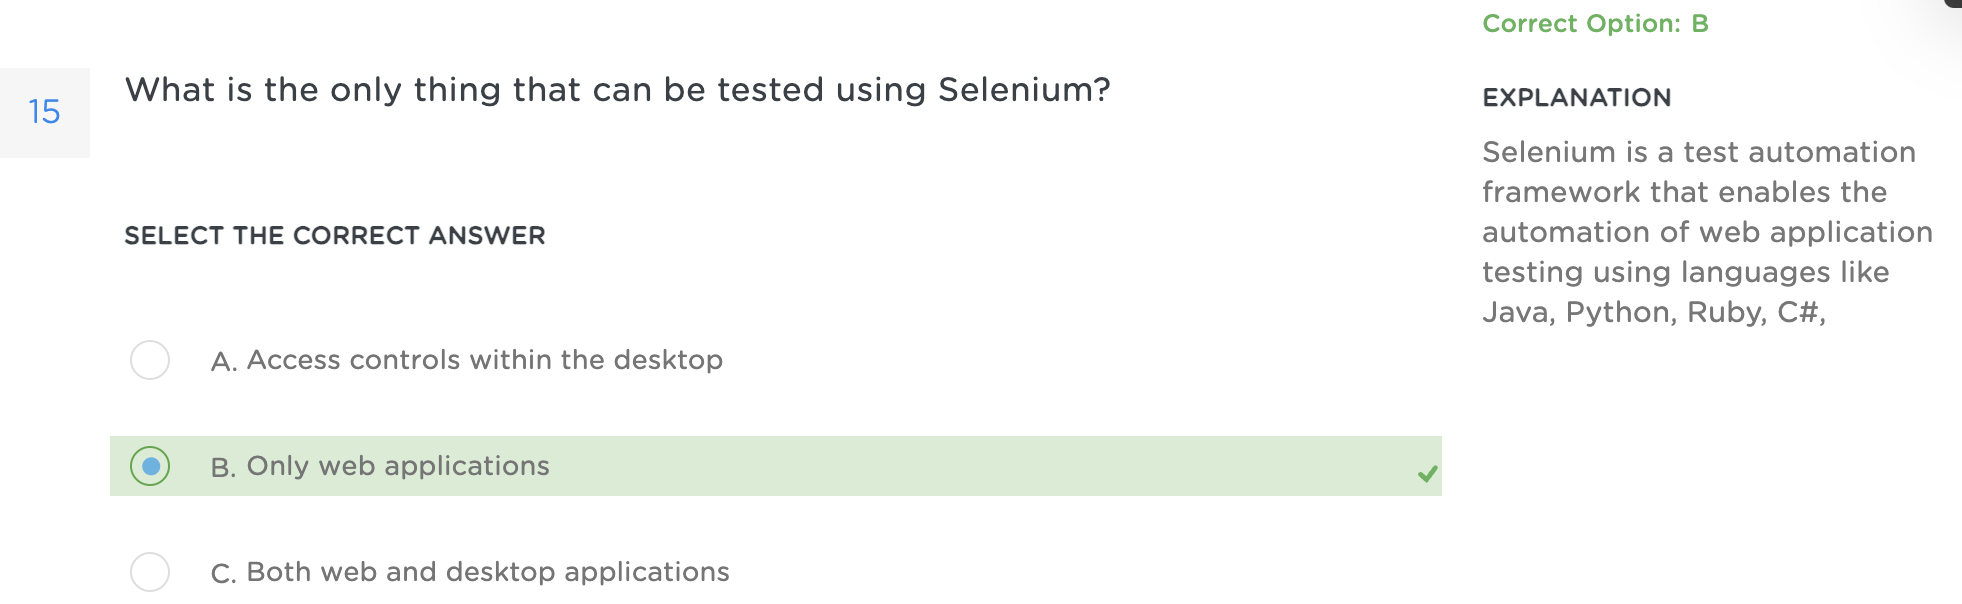 15
What is the only thing that can be tested using Selenium?
SELECT THE CORRECT ANSWER
A. Access controls within the desktop
B. Only web applications
C. Both web and desktop applications
Correct Option: B
EXPLANATION
Selenium is a test automation
framework that enables the
automation of web application
testing using languages like
Java, Python, Ruby, C#,